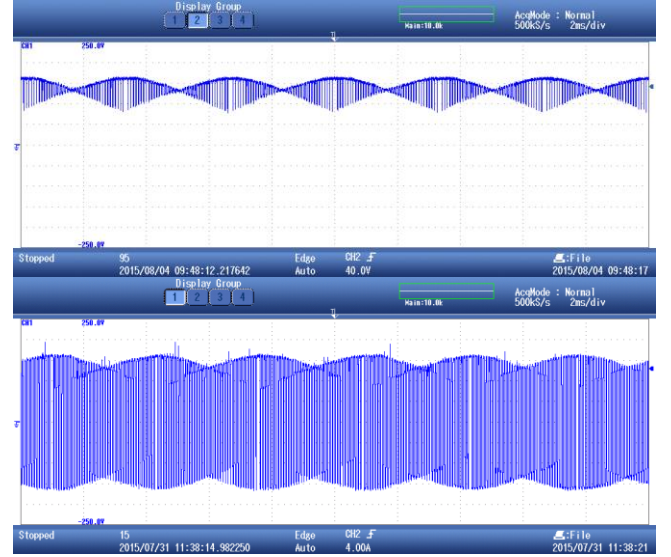 Display Group
1 2 3 4
Main:10.0k
AcqMode : Normal
500kS/s 2ms/div
CH1 250.0V
-250.0V
Stopped 95 Edge CH2 File
2015/08/04 09:48:12.217642 Auto 40.0V 2015/08/04 09:48:17
Display Group
1 2 3 4
Main:10.0k
AcqMode : Normal
500kS/s 2ms/div
CH1 250.0V
-250.0V
Stopped 15 Edge CH2 :File
2015/07/31 11:38:14.982250 Auto 4.00A 2015/07/31 11:38:21